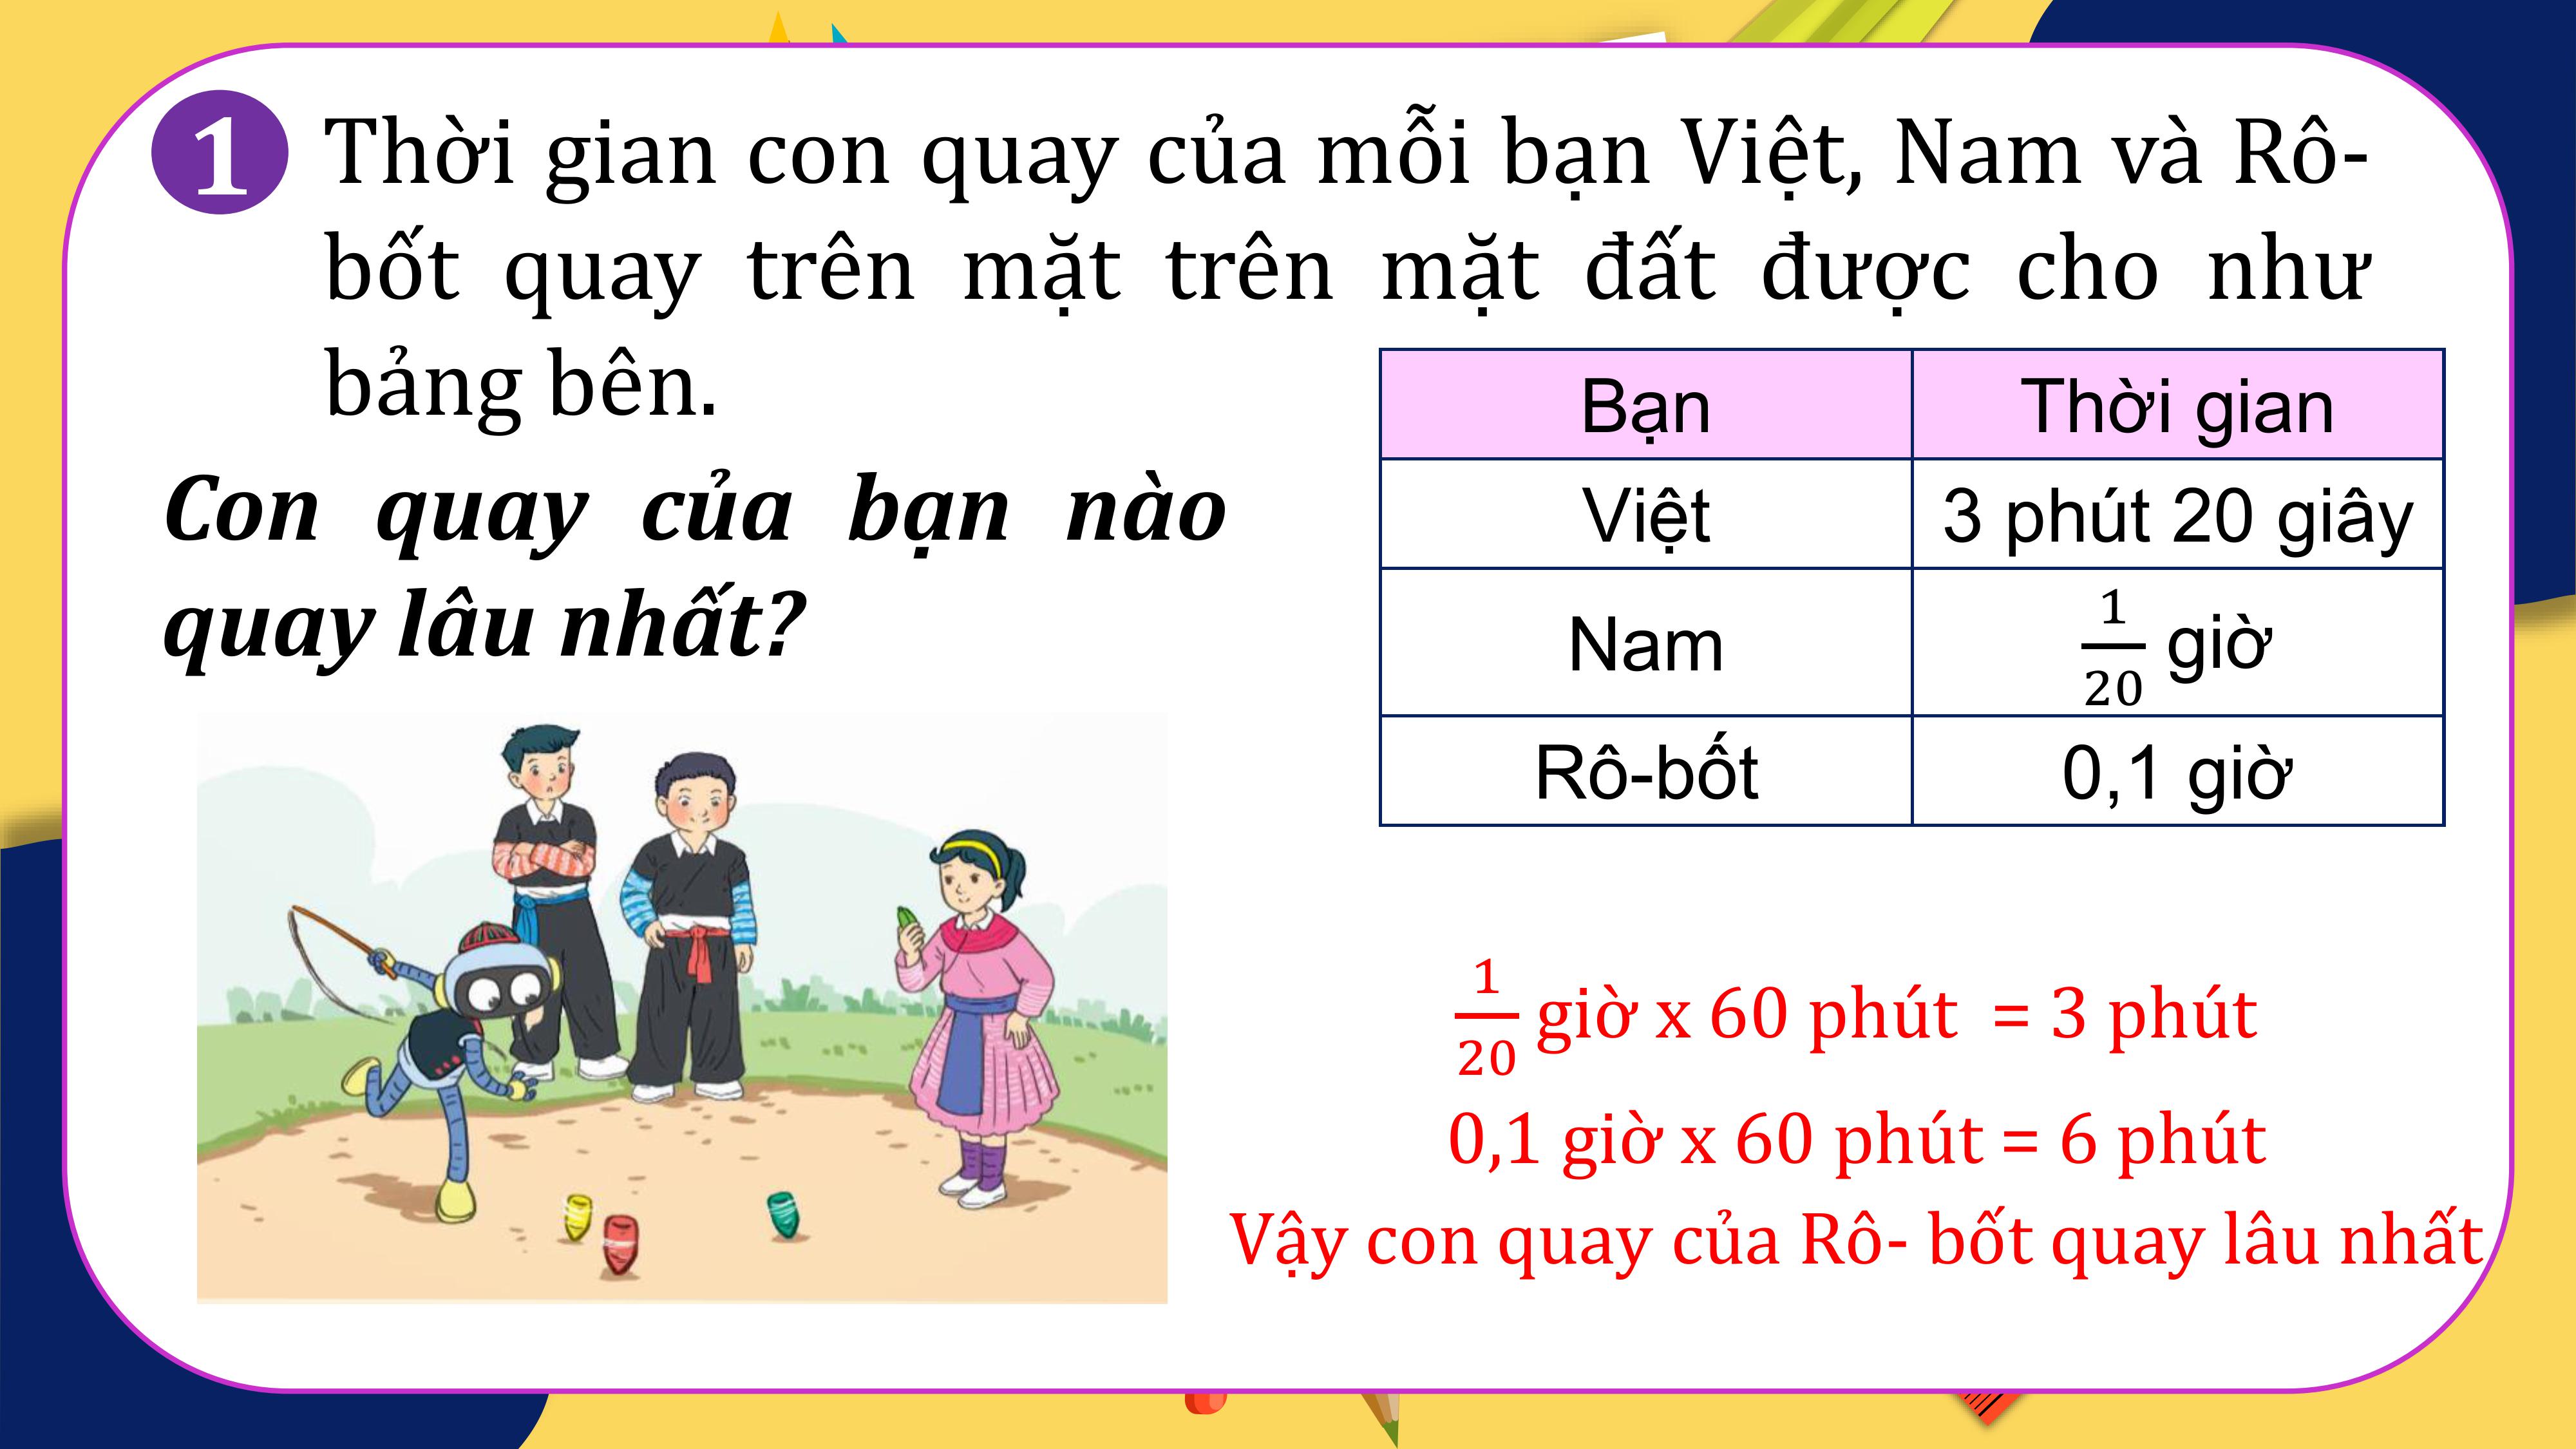 1
Thời gian con quay của mỗi bạn Việt, Nam và Rô-
bốt quay trên mặt trên mặt đất được cho như
bảng bên.
Con quay của bạn nào
quay lâu nhất?
Bạn Thời gian
Việt 3 phút 20 giây
Nam 1/20 giờ
Rô-bốt 0,1 giờ
1/20 giờ x 60 phút = 3 phút
0,1 giờ x 60 phút = 6 phút
Vậy con quay của Rô- bốt quay lâu nhất